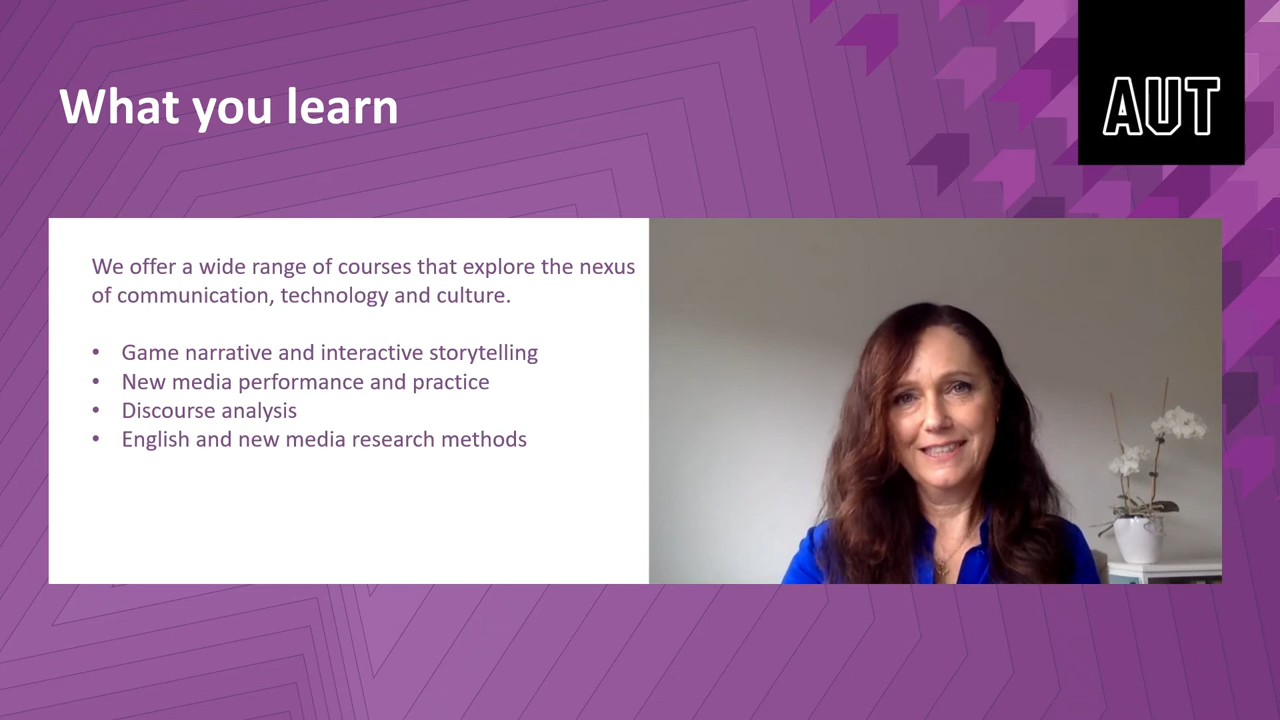 What you learn
AUT
We offer a wide range of courses that explore the nexus
of communication, technology and culture.
• Game narrative and interactive storytelling
• New media performance and practice
• Discourse analysis
• English and new media research methods